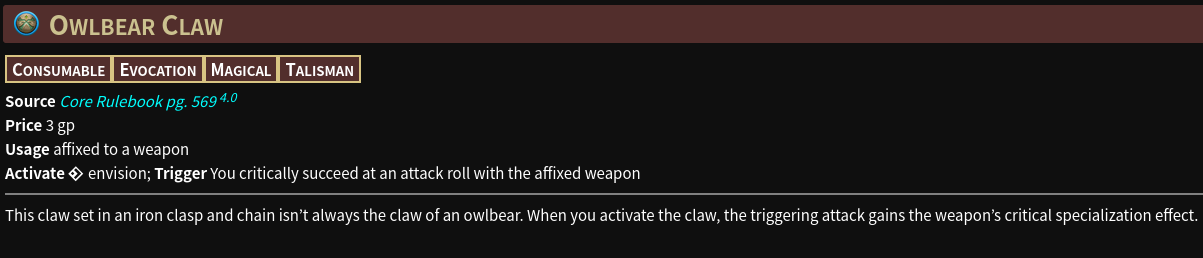 Owlbear Claw
Consumable Evocation Magical Talisman
Source Core Rulebook pg. 569 4.0
Price 3 gp
Usage affixed to a weapon
Activate envision; Trigger You critically succeed at an attack roll with the affixed weapon
This claw set in an iron clasp and chain isn’t always the claw of an owlbear. When you activate the claw, the triggering attack gains the weapon’s critical specialization effect.